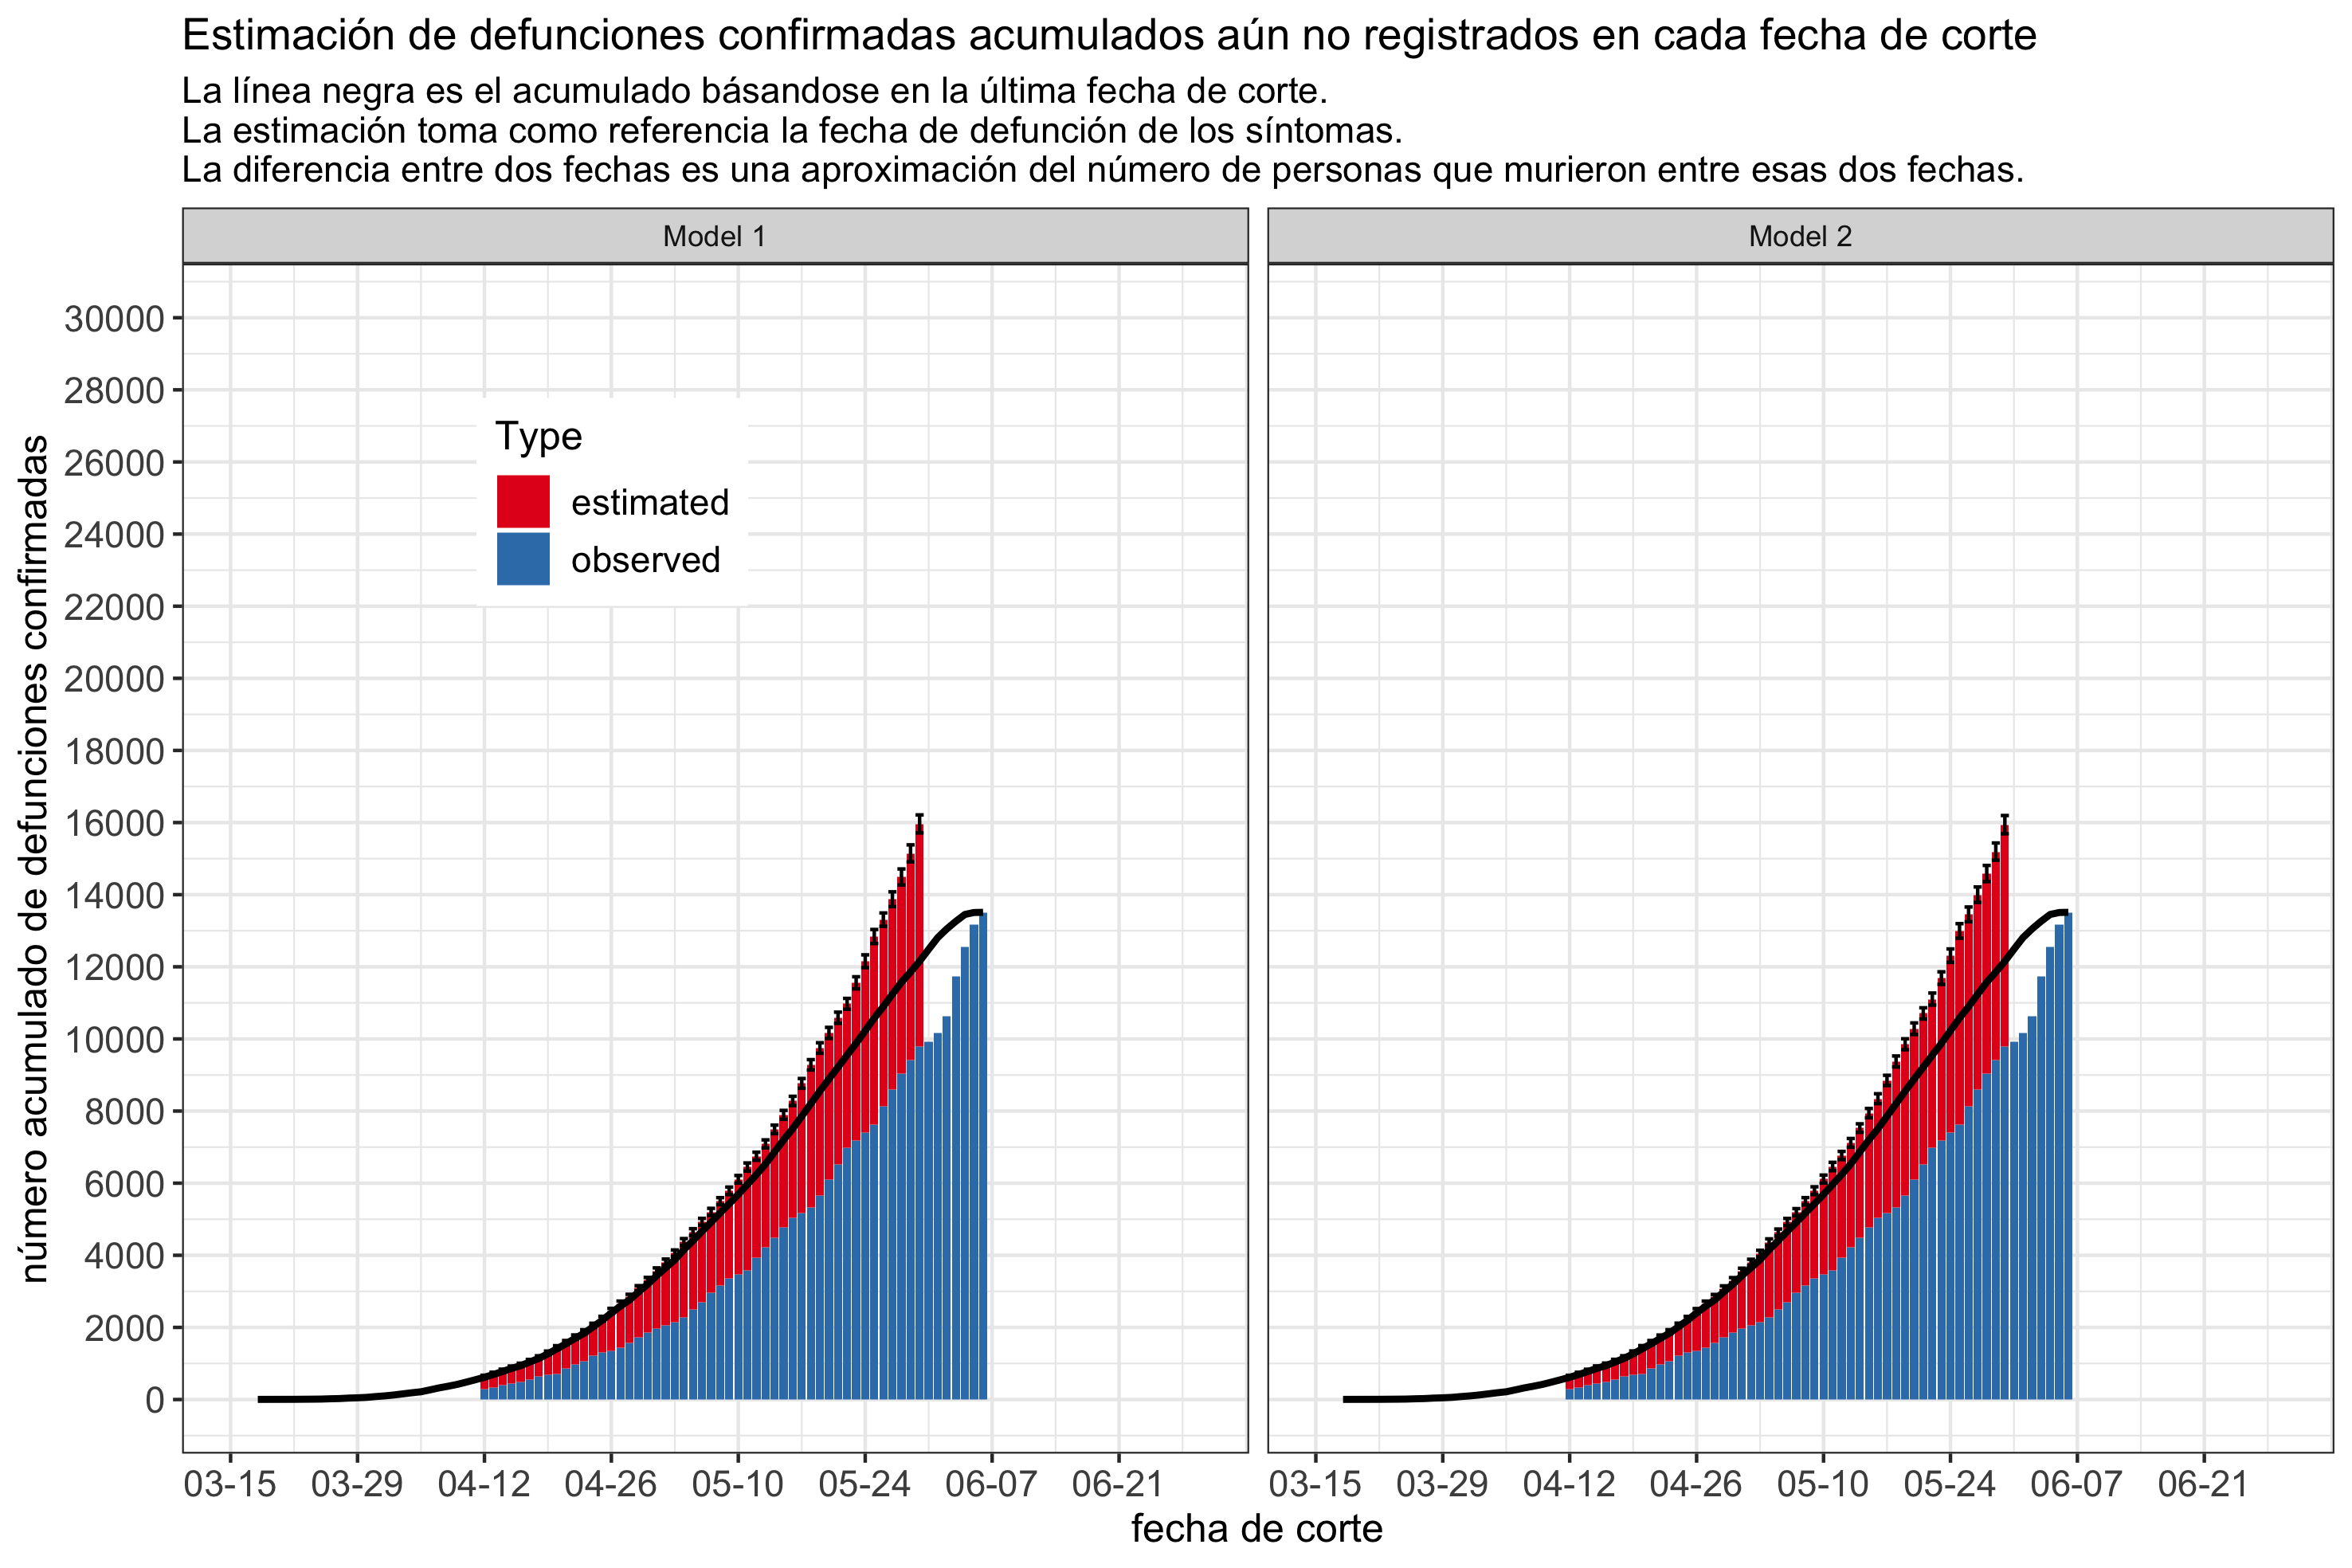 Estimación de defunciones confirmadas acumulados aún no registrados en cada fecha de corte
La línea negra es el acumulado básandose en la última fecha de corte.
La estimación toma como referencia la fecha de defunción de los síntomas.
La diferencia entre dos fechas es una aproximación del número de personas que murieron entre esas dos fechas.
Model 1
Model 2
número acumulado de defunciones confirmadas
30000
28000
26000
24000
22000
20000
18000
16000
14000
12000
10000
8000
6000
4000
2000
0
Type
estimated
observed
03-15 03-29 04-12 04-26 05-10 05-24 06-07 06-21
03-15 03-29 04-12 04-26 05-10 05-24 06-07 06-21
fecha de corte